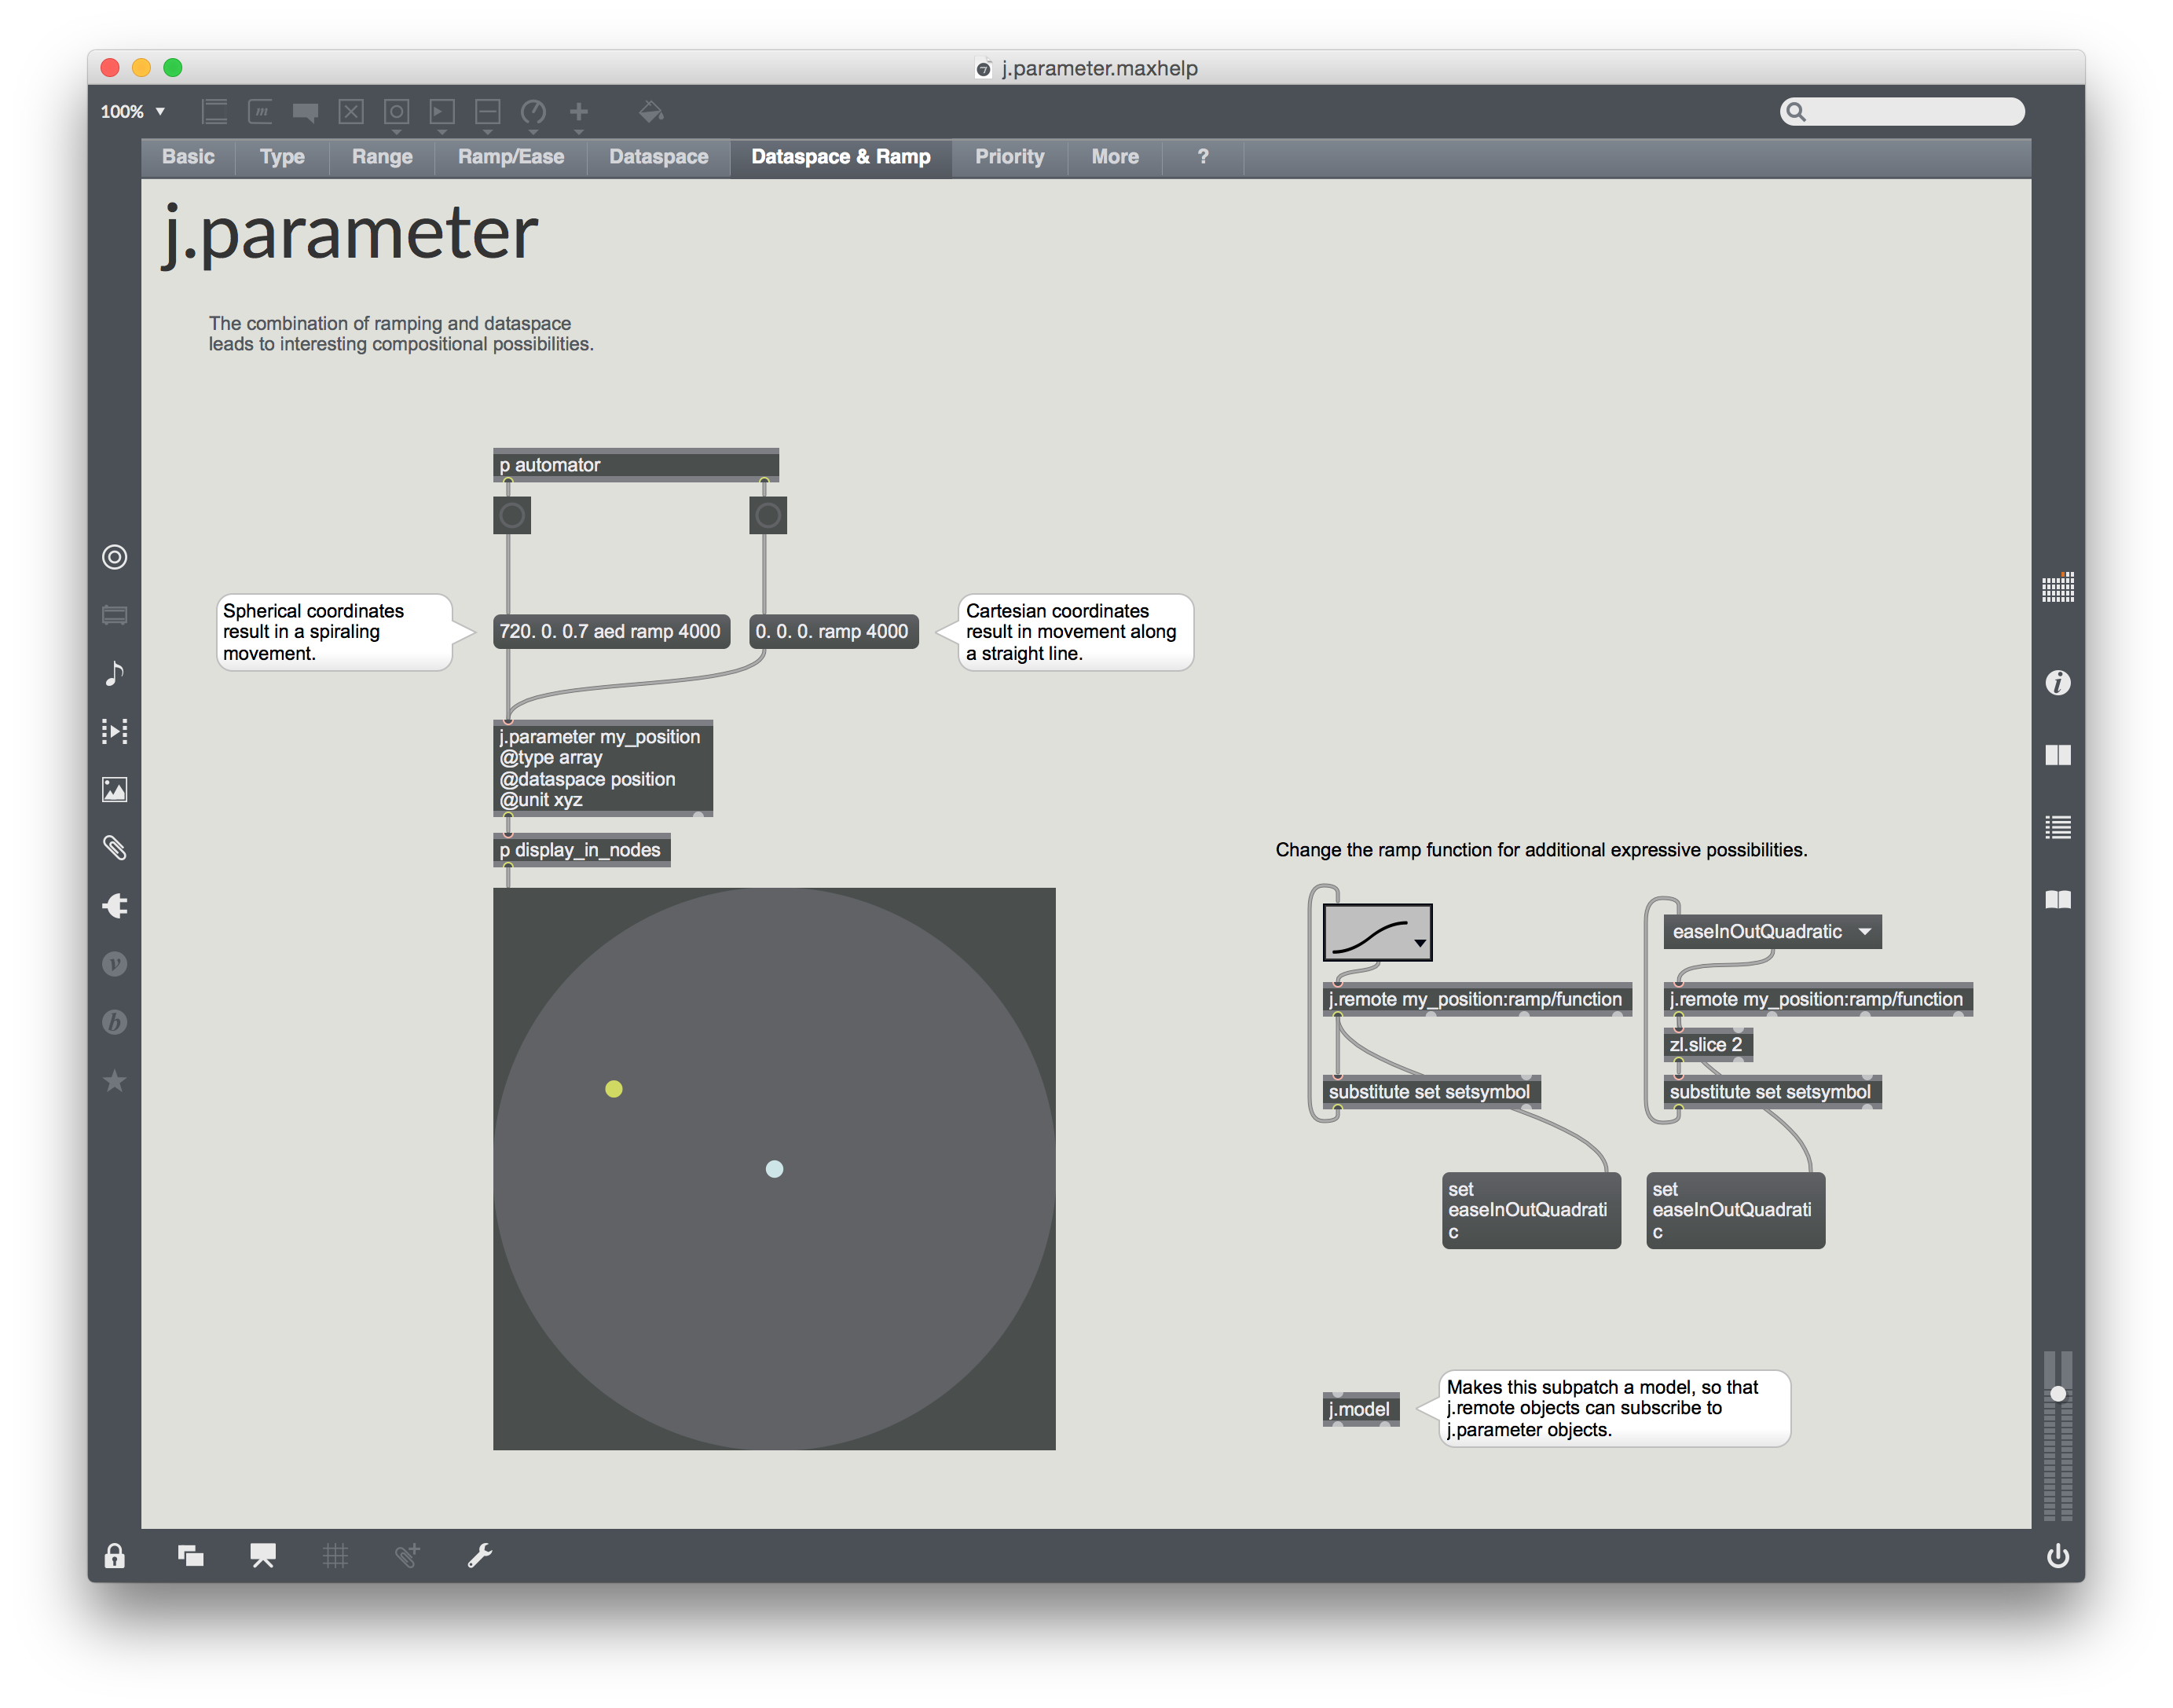 j.parameter.maxhelp
100%
Basic
Type
Range
Ramp/Ease
Dataspace
Dataspace & Ramp
Priority
More
?
j.parameter
The combination of ramping and dataspace
leads to interesting compositional possibilities.
p automator
Spherical coordinates
result in a spiraling
movement.
720. 0. 0.7 aed ramp 4000
0. 0. 0. ramp 4000
Cartesian coordinates
result in movement along
a straight line.
j.parameter my_position
@type array
@dataspace position
@unit xyz
p display_in_nodes
Change the ramp function for additional expressive possibilities.
easeInOutQuadratic
j.remote my_position:ramp/function
j.remote my_position:ramp/function
zl.slice 2
substitute set setsymbol
substitute set setsymbol
set
easeInOutQuadrati
c
set
easeInOutQuadrati
c
j.model
Makes this subpatch a model, so that
j.remote objects can subscribe to
j.parameter objects.